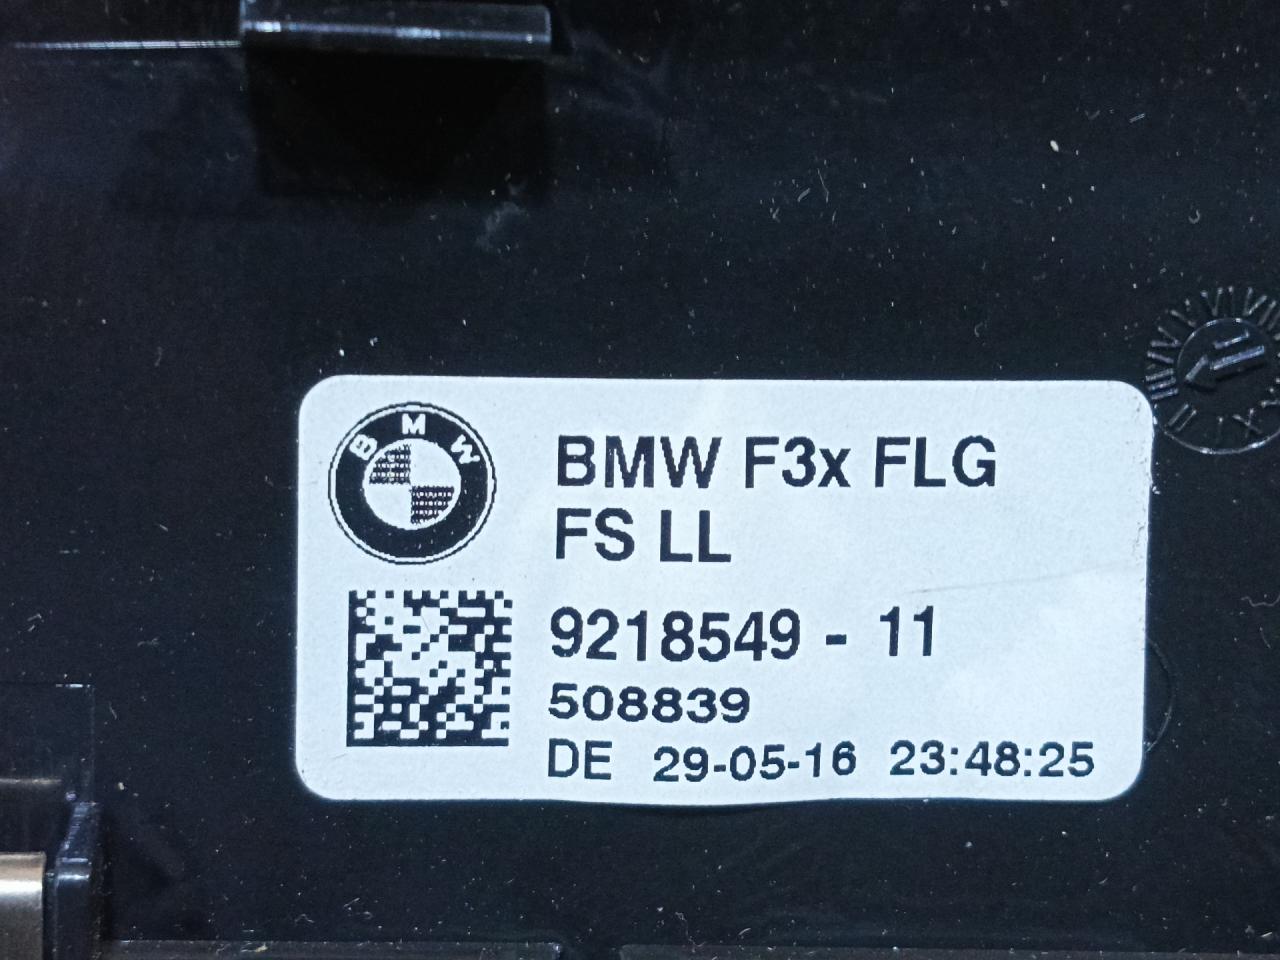 BMW
BMW F3x FLG
FS LL
9218549 - 11
508839
DE 29-05-16 23:48:25